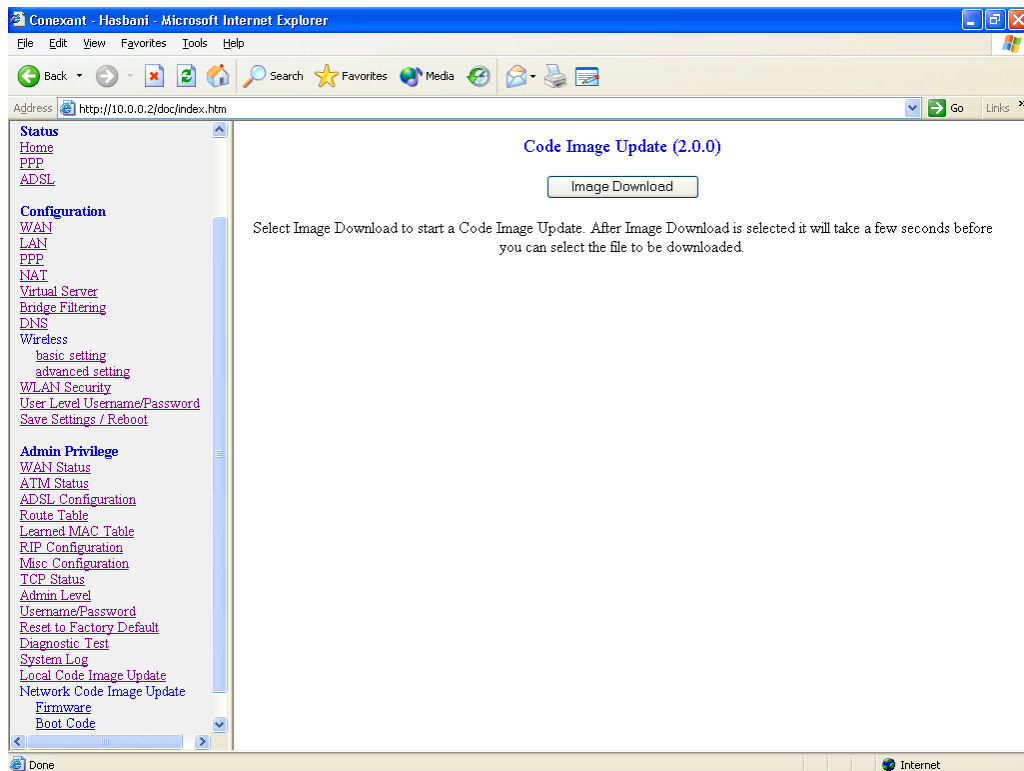 Conexant - Hasbani - Microsoft Internet Explorer
File Edit View Favorites Tools Help
Back Search Favorites Media
Address http://10.0.0.2/doc/index.htm Go Links »
Status
Home
PPP
ADSL
Configuration
WAN
LAN
PPP
NAT
Virtual Server
Bridge Filtering
DNS
Wireless
basic setting
advanced setting
WLAN Security
User Level Username/Password
Save Settings / Reboot
Admin Privilege
WAN Status
ATM Status
ADSL Configuration
Route Table
Learned MAC Table
RIP Configuration
Misc Configuration
TCP Status
Admin Level
Username/Password
Reset to Factory Default
Diagnostic Test
System Log
Local Code Image Update
Network Code Image Update
Firmware
Boot Code
Code Image Update (2.0.0)
Image Download
Select Image Download to start a Code Image Update. After Image Download is selected it will take a few seconds before
you can select the file to be downloaded.
Done Internet